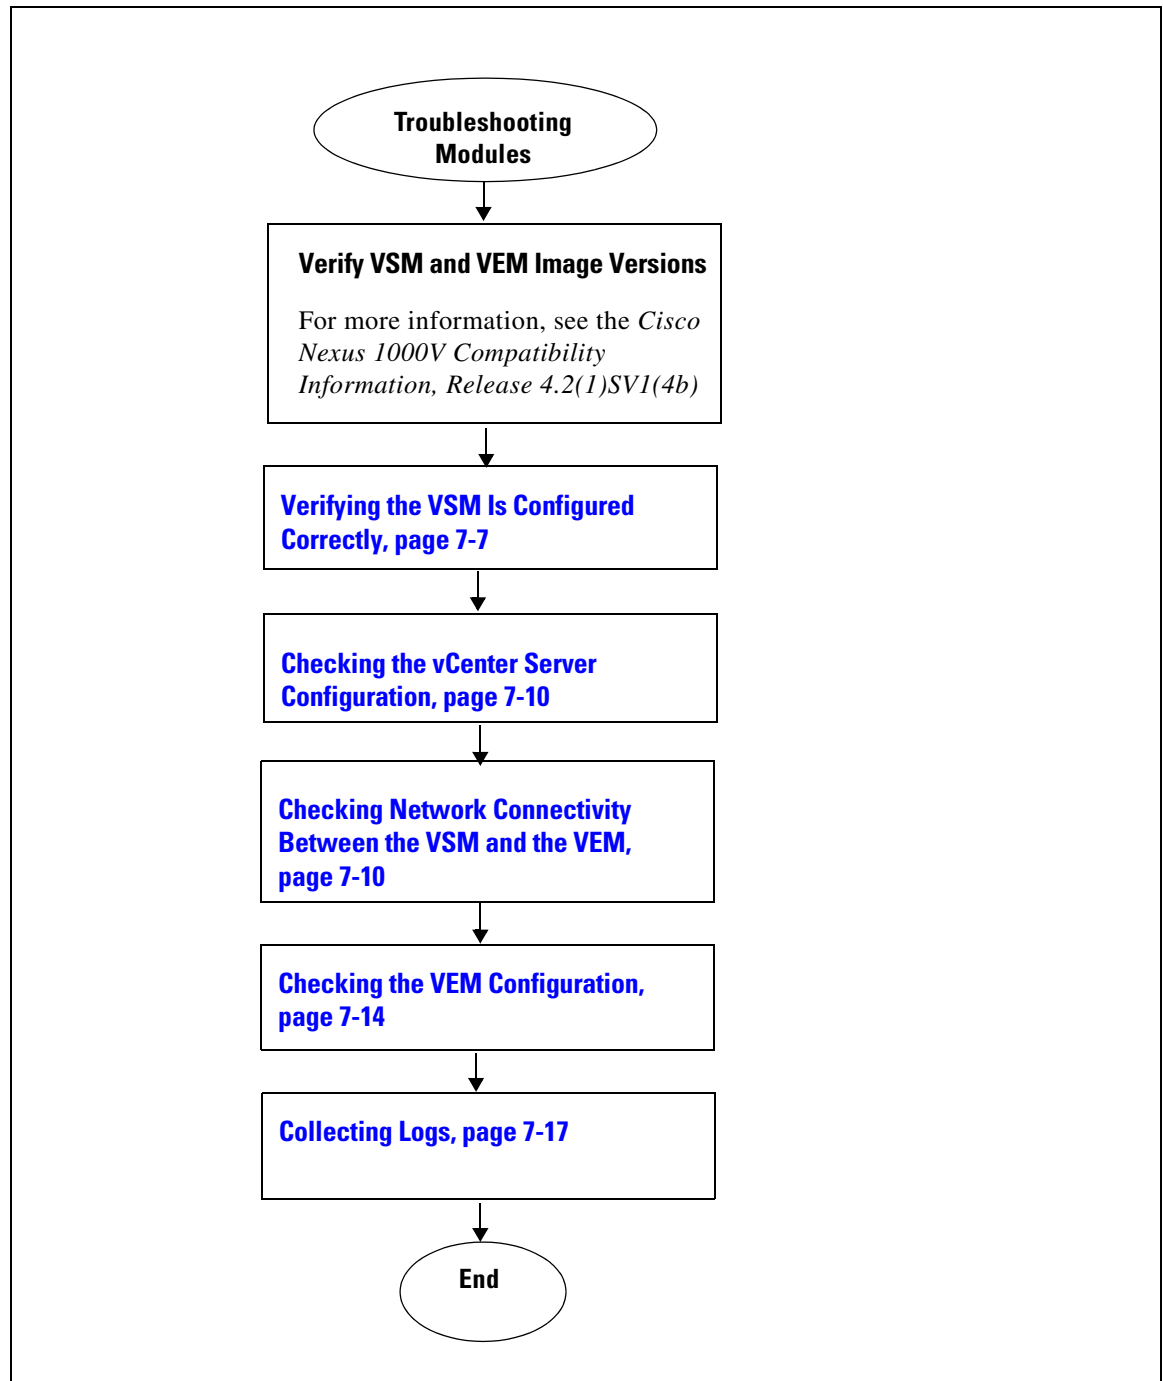 Troubleshooting
Modules
Verify VSM and VEM Image Versions
For more information, see the Cisco
Nexus 1000V Compatibility
Information, Release 4.2(1)SV1(4b)
Verifying the VSM Is Configured
Correctly, page 7-7
Checking the vCenter Server
Configuration, page 7-10
Checking Network Connectivity
Between the VSM and the VEM,
page 7-10
Checking the VEM Configuration,
page 7-14
Collecting Logs, page 7-17
End